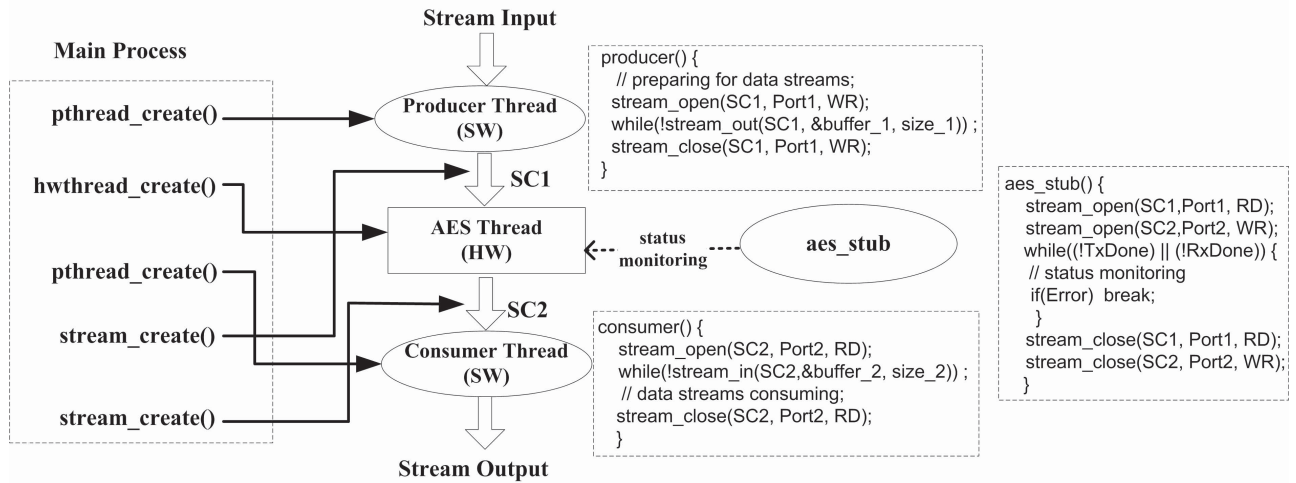 Stream Input
Main Process
pthread_create()
hwthread_create()
pthread_create()
stream_create()
stream_create()
Producer Thread
(SW)
SC1
AES Thread
(HW)
SC2
Consumer Thread
(SW)
Stream Output
status
monitoring
aes_stub
producer() {
// preparing for data streams;
stream_open(SC1, Port1, WR);
while(!stream_out(SC1, &buffer_1, size_1)) ;
stream_close(SC1, Port1, WR);
}
consumer() {
stream_open(SC2, Port2, RD);
while(!stream_in(SC2,&buffer_2, size_2)) ;
// data streams consuming;
stream_close(SC2, Port2, RD);
}
aes_stub() {
stream_open(SC1,Port1, RD);
stream_open(SC2,Port2, WR);
while((!TxDone) || (!RxDone)) {
// status monitoring
if(Error) break;
}
stream_close(SC1, Port1, RD);
stream_close(SC2, Port2, WR);
}